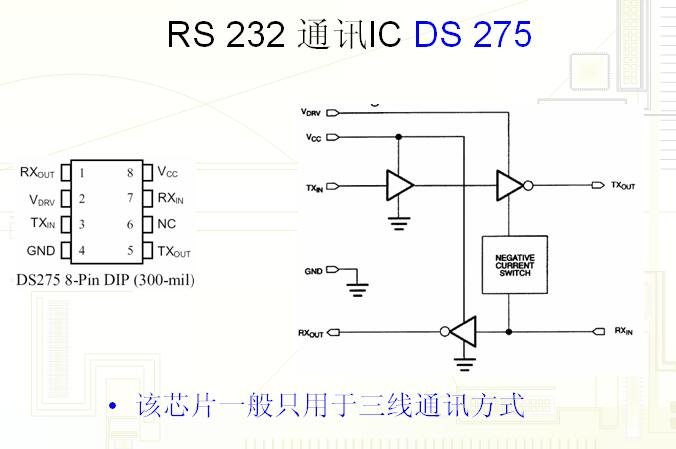 RS 232 通讯IC DS 275
RXOUT 1 8 VCC
VDRV 2 7 RXIN
TXIN 3 6 NC
GND 4 5 TXOUT
DS275 8-Pin DIP (300-mil)
VDRV
VCC
TXIN
TXOUT
NEGATIVE
CURRENT
SWITCH
GND
RXOUT
RXIN
• 该芯片一般只用于三线通讯方式